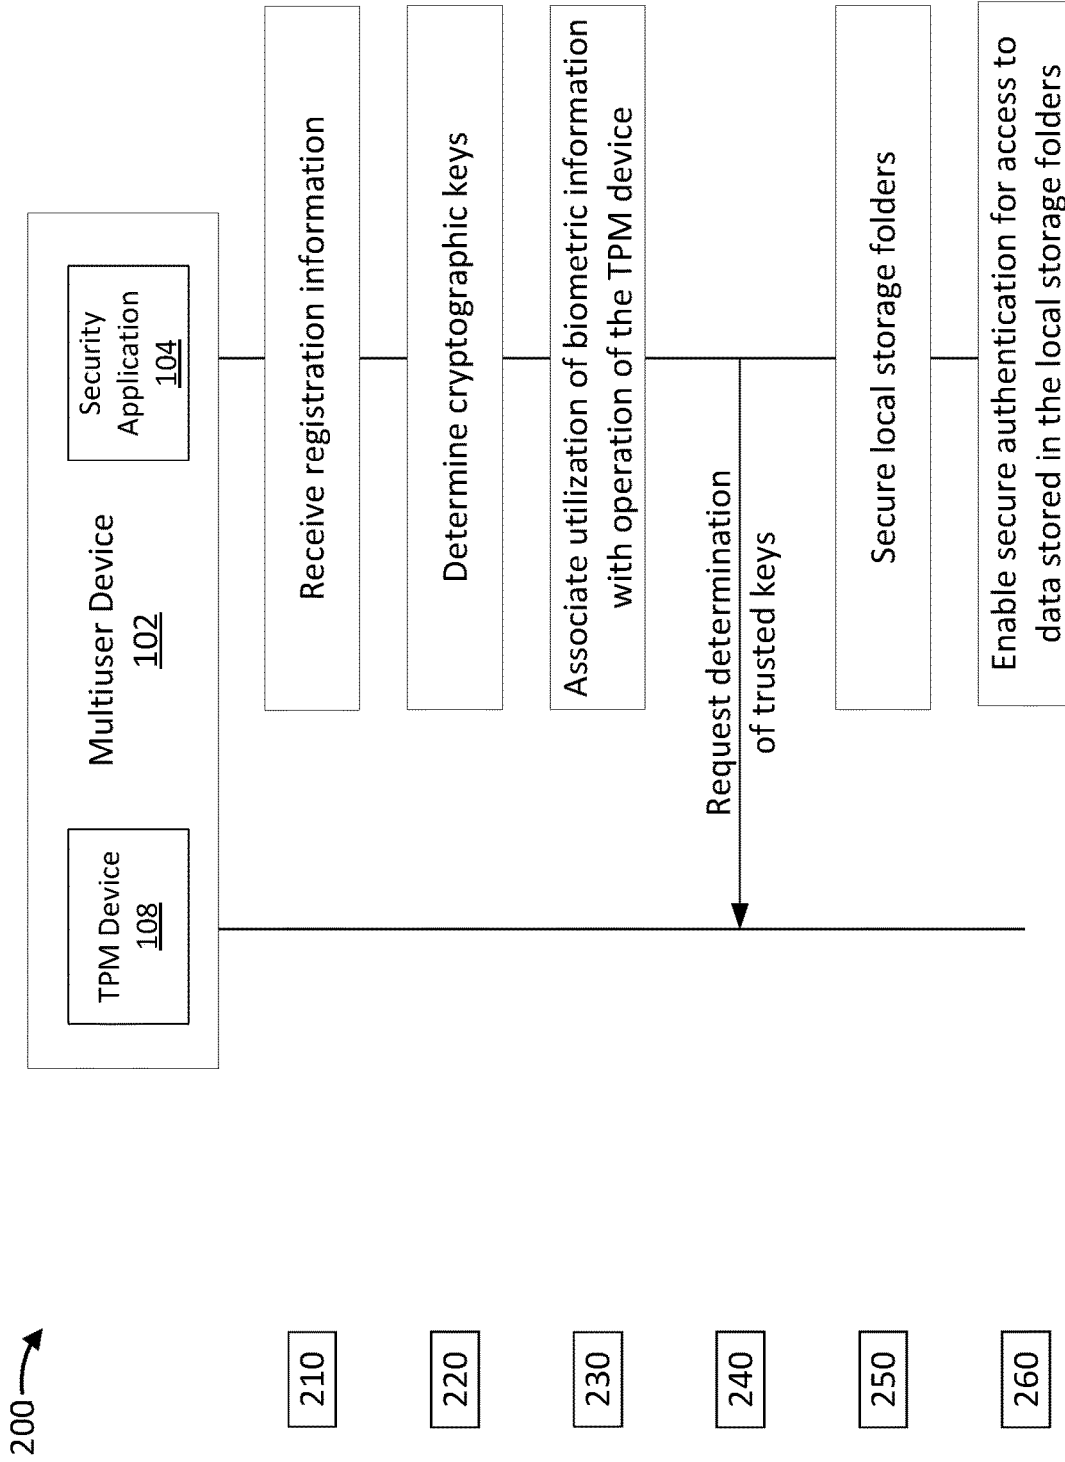 200
Multiuser Device
102
TPM Device
108
Security
Application
104
210
Receive registration information
220
Determine cryptographic keys
230
Associate utilization of biometric information
with operation of the TPM device
240
Request determination
of trusted keys
250
Secure local storage folders
260
Enable secure authentication for access to
data stored in the local storage folders